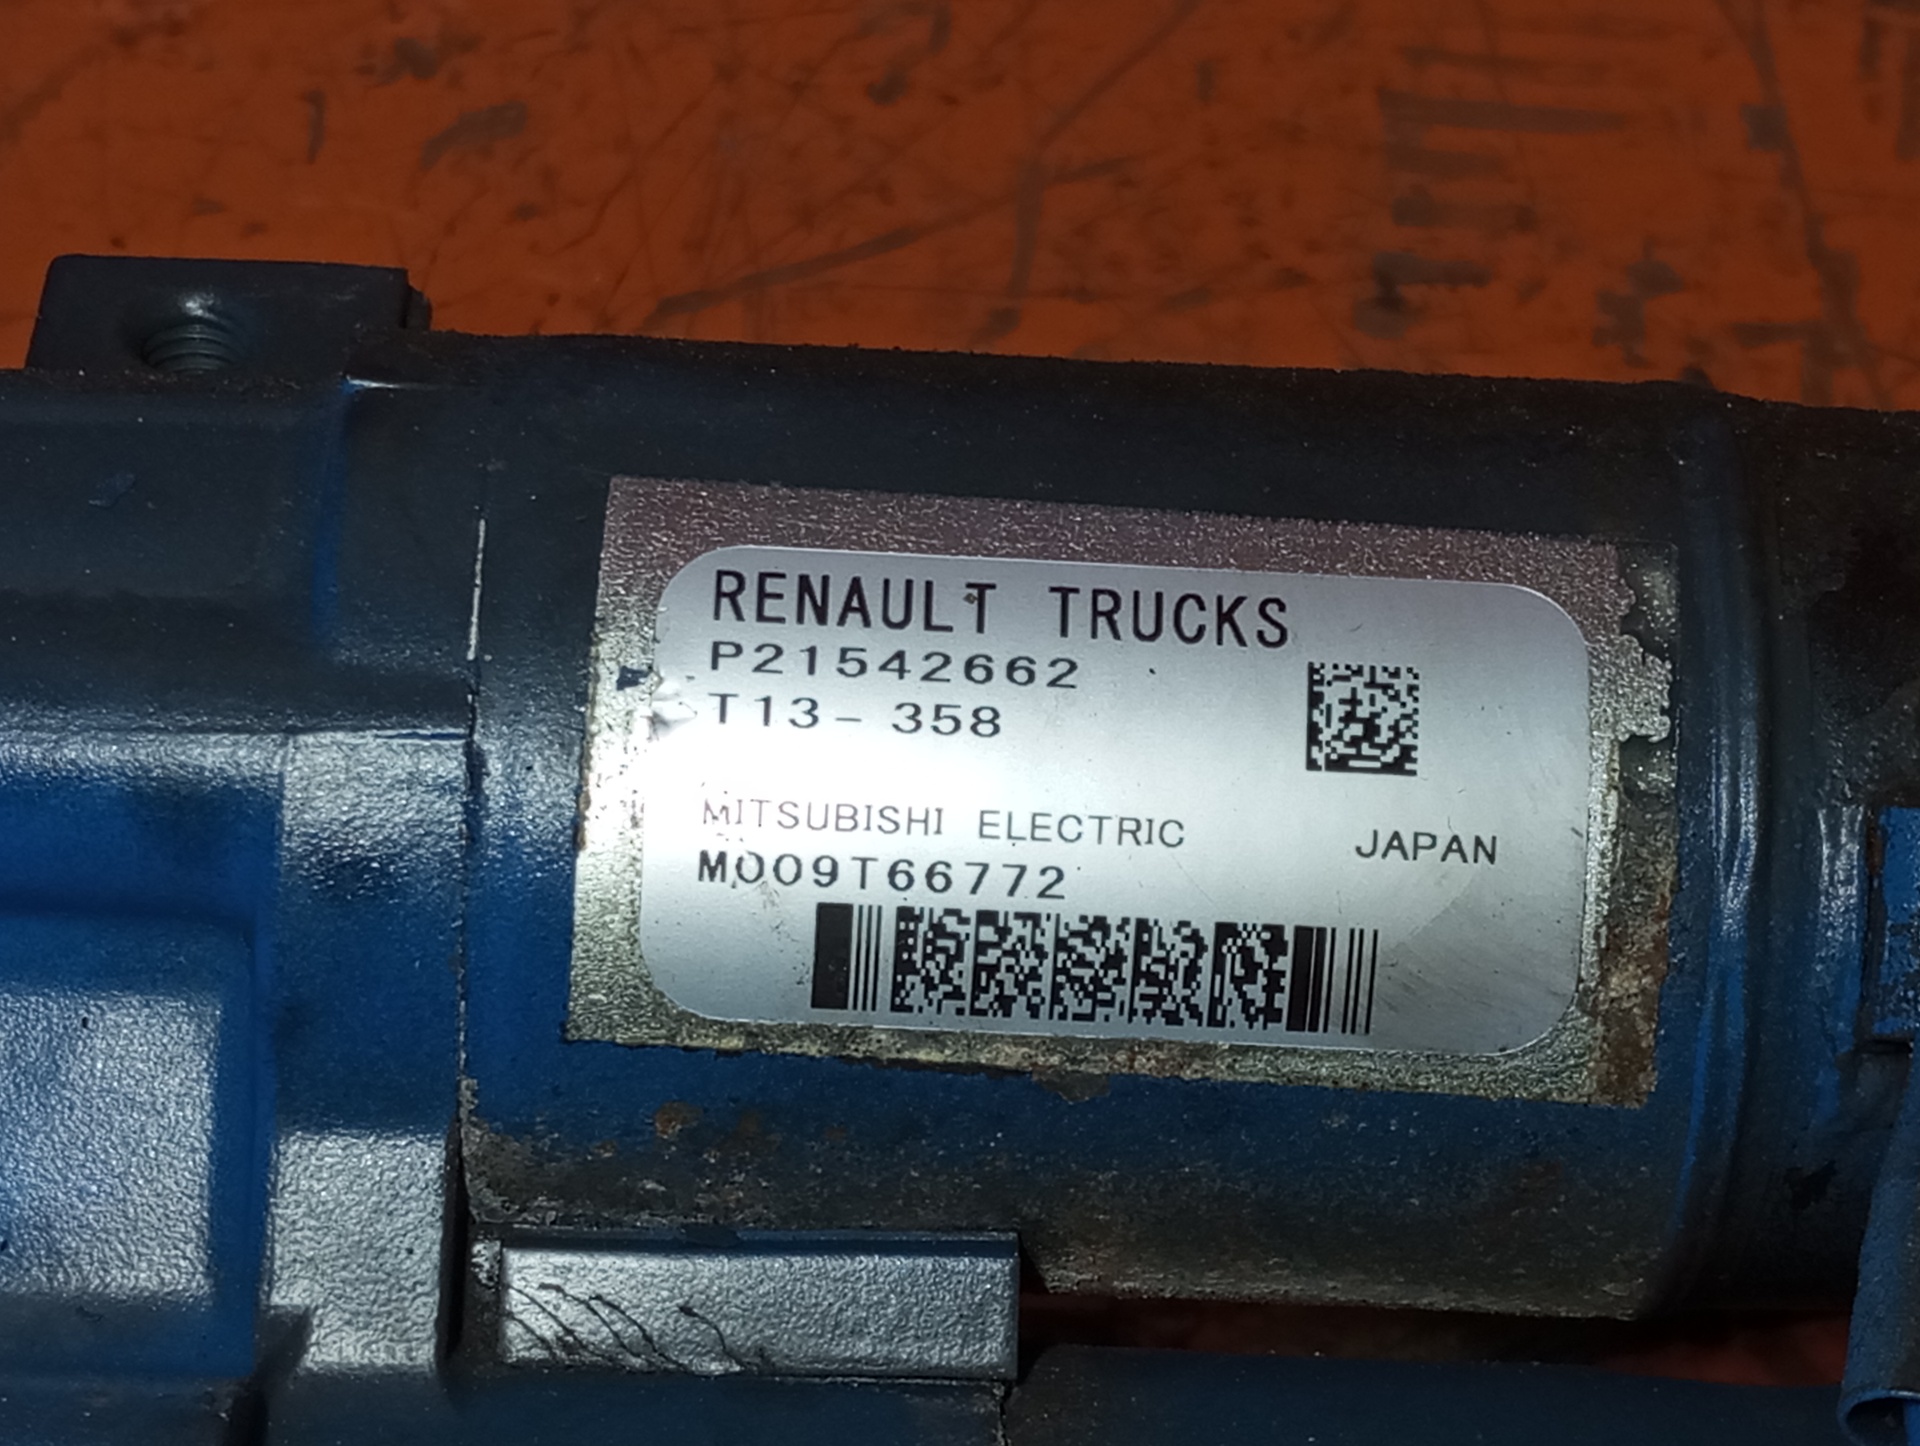 RENAULT TRUCKS
P21542662
T13-358
MITSUBISHI ELECTRIC JAPAN
M009T66772